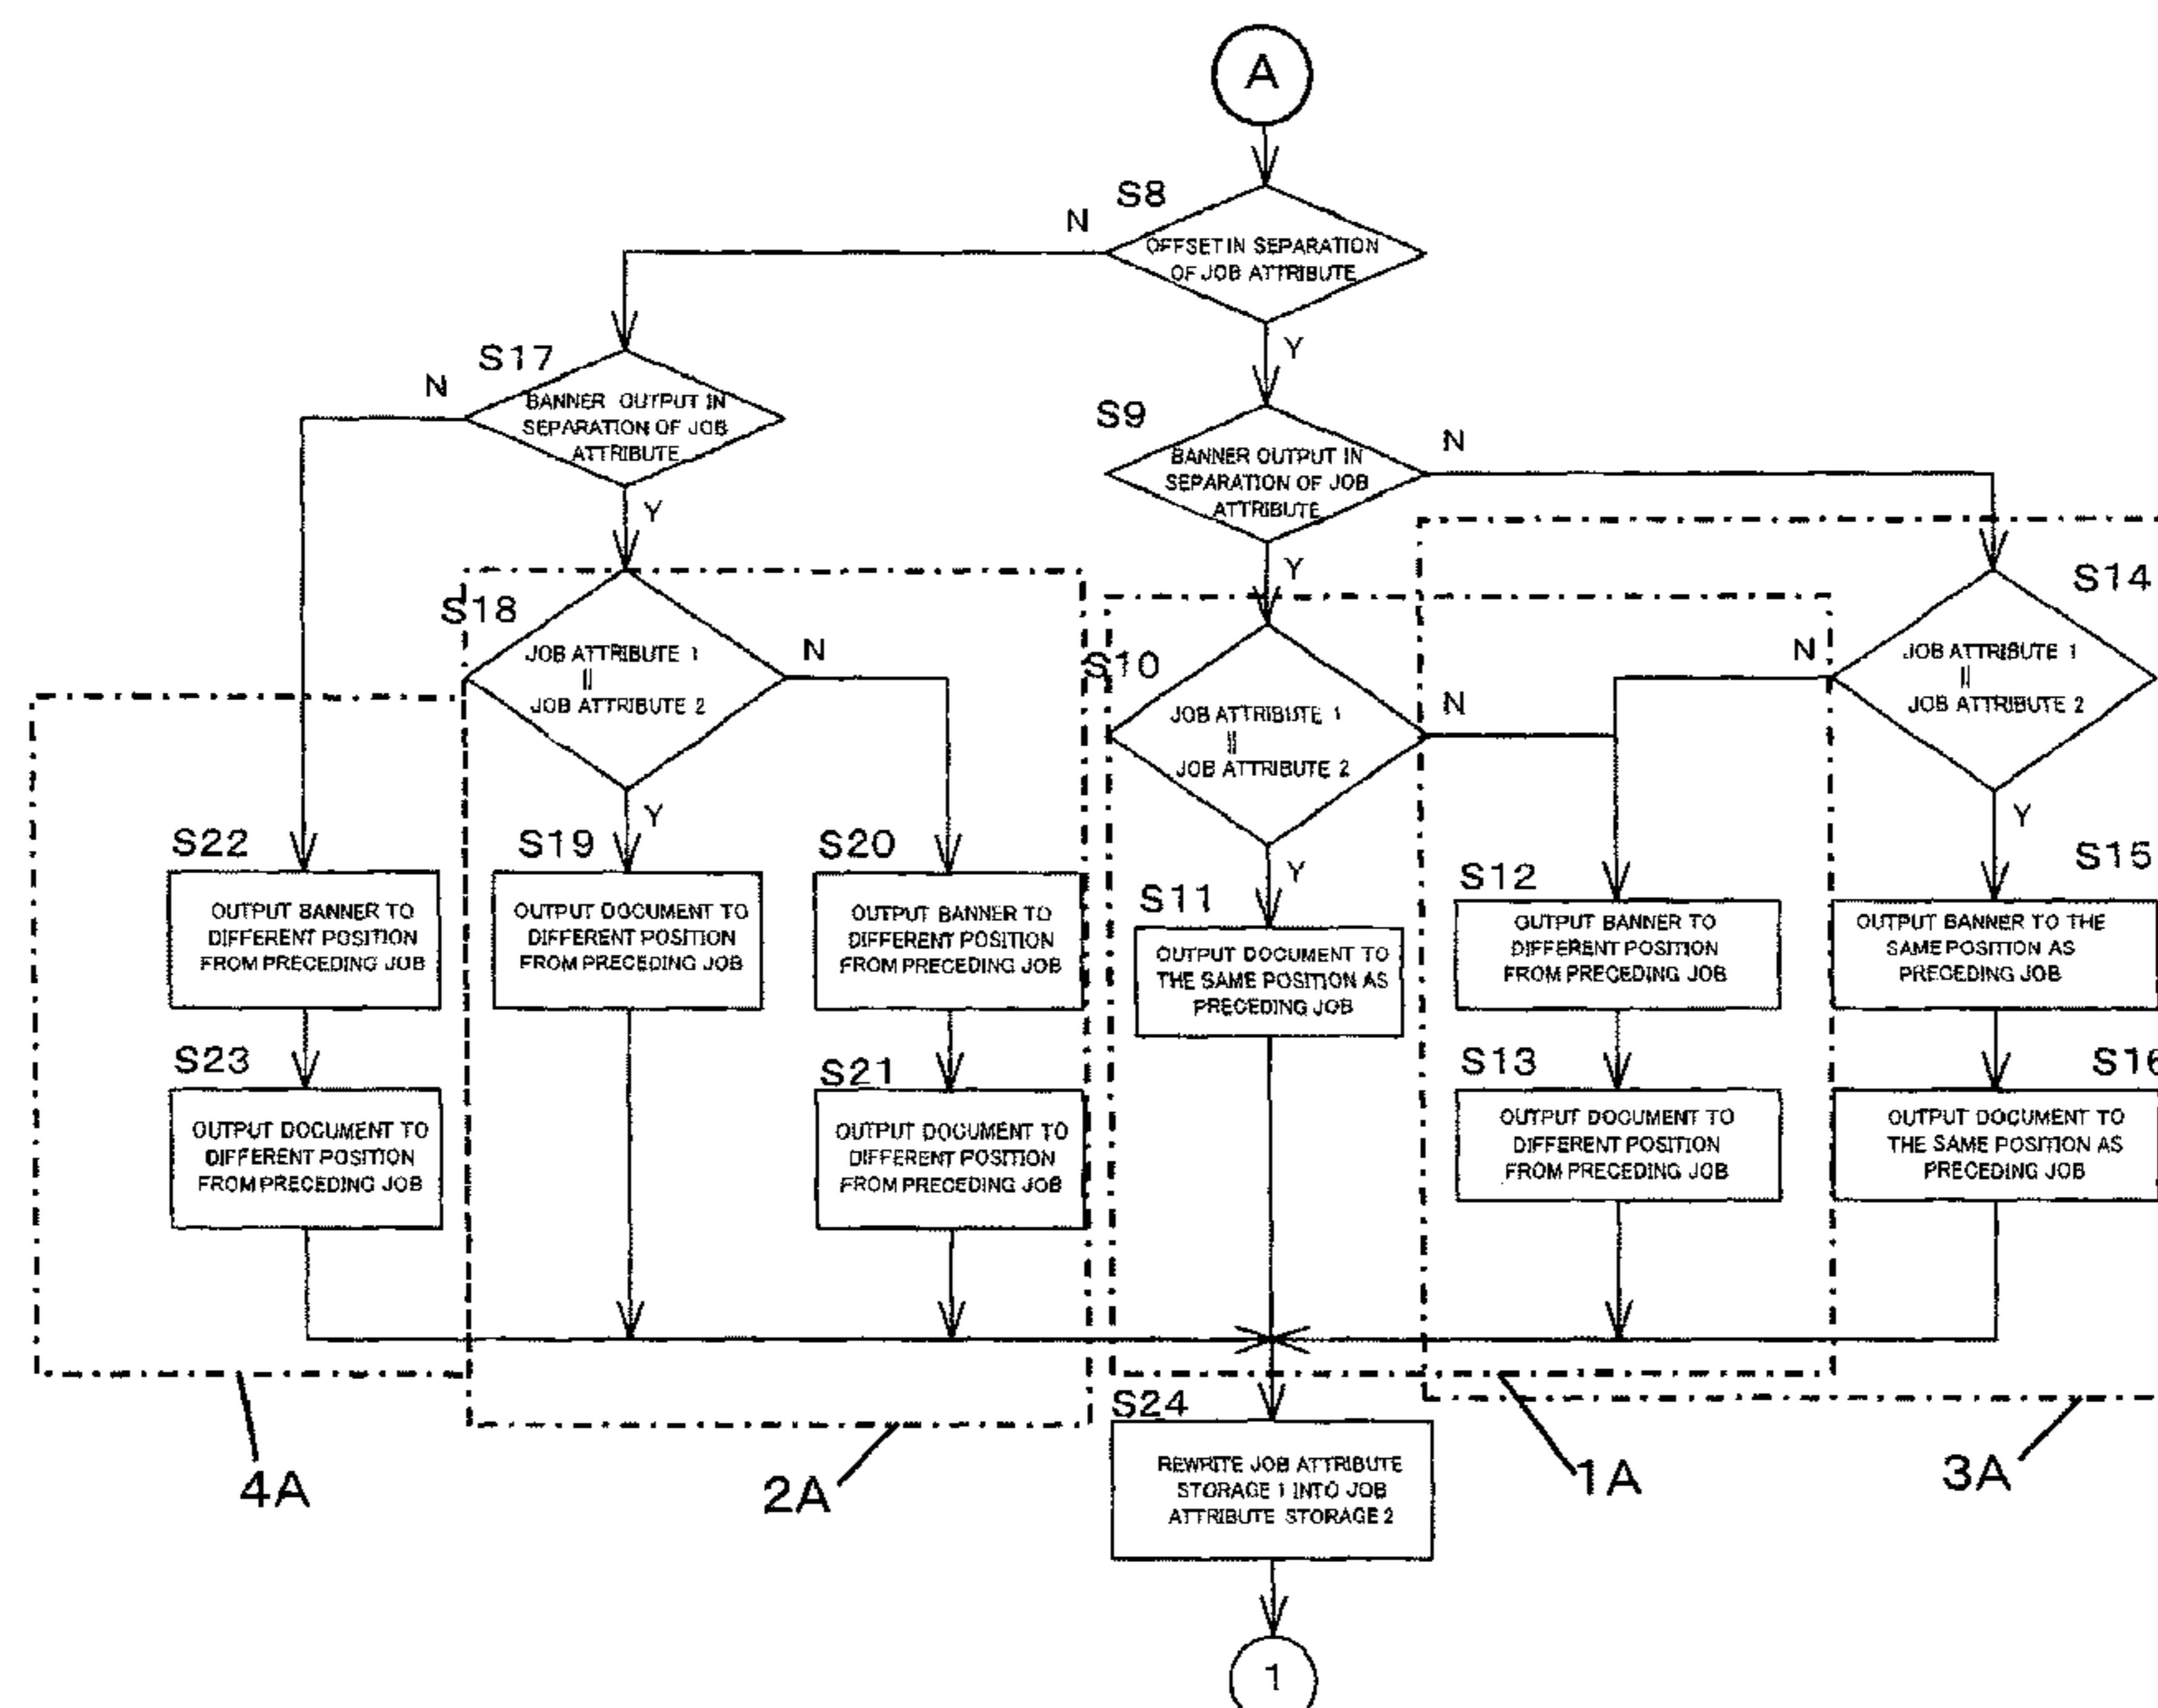 A
S8
N
OFFSET IN SEPARATION
OF JOB ATTRIBUTE
Y
S17
N
BANNER OUTPUT IN
SEPARATION OF JOB
ATTRIBUTE
Y
S9
N
BANNER OUTPUT IN
SEPARATION OF JOB
ATTRIBUTE
Y
S18
JOB ATTRIBUTE 1
||
JOB ATTRIBUTE 2
N
Y
S10
JOB ATTRIBUTE 1
||
JOB ATTRIBUTE 2
N
Y
S14
N
JOB ATTRIBUTE 1
||
JOB ATTRIBUTE 2
Y
S22
OUTPUT BANNER TO
DIFFERENT POSITION
FROM PRECEDING JOB
S19
OUTPUT DOCUMENT TO
DIFFERENT POSITION
FROM PRECEDING JOB
S20
OUTPUT BANNER TO
DIFFERENT POSITION
FROM PRECEDING JOB
S11
OUTPUT DOCUMENT TO
THE SAME POSITION AS
PRECEDING JOB
S12
OUTPUT BANNER TO
DIFFERENT POSITION
FROM PRECEDING JOB
S15
OUTPUT BANNER TO THE
SAME POSITION AS
PRECEDING JOB
S23
OUTPUT DOCUMENT TO
DIFFERENT POSITION
FROM PRECEDING JOB
S21
OUTPUT DOCUMENT TO
DIFFERENT POSITION
FROM PRECEDING JOB
S13
OUTPUT DOCUMENT TO
DIFFERENT POSITION
FROM PRECEDING JOB
S16
OUTPUT DOCUMENT TO
THE SAME POSITION AS
PRECEDING JOB
4A
2A
S24
REWRITE JOB ATTRIBUTE
STORAGE 1 INTO JOB
ATTRIBUTE STORAGE 2
1A
3A
1